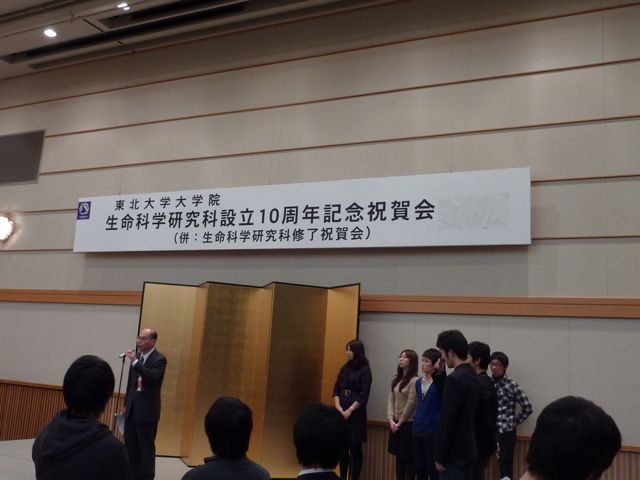 東北大学大学院
生命科学研究科設立10周年記念祝賀会
(併:生命科学研究科修了祝賀会)